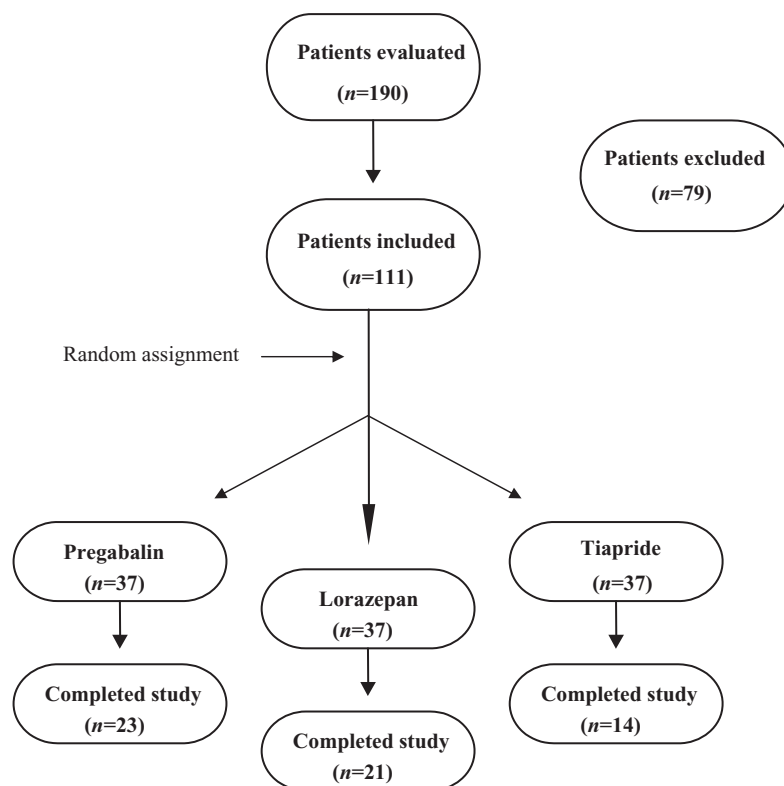 Patients evaluated
(n=190)
Patients excluded
(n=79)
Patients included
(n=111)
Random assignment
Pregabalin
(n=37)
Lorazepan
(n=37)
Tiapride
(n=37)
Completed study
(n=23)
Completed study
(n=21)
Completed study
(n=14)